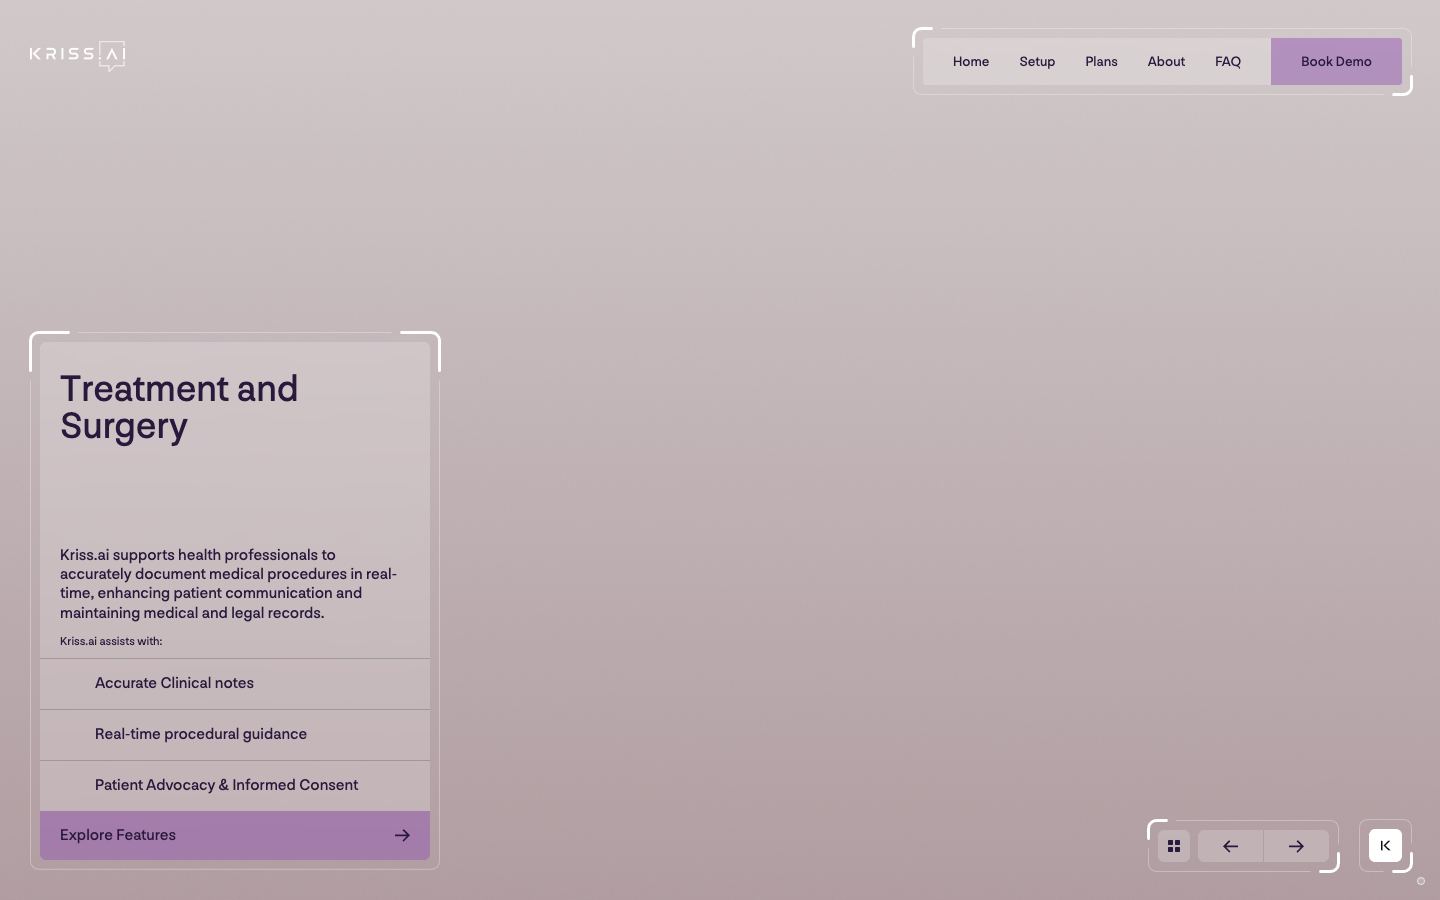 KRISS.AI
Home
Setup
Plans
About
FAQ
Book Demo
Treatment and
Surgery
Kriss.ai supports health professionals to
accurately document medical procedures in real-
time, enhancing patient communication and
maintaining medical and legal records.
Kriss.ai assists with:
Accurate Clinical notes
Real-time procedural guidance
Patient Advocacy & Informed Consent
Explore Features